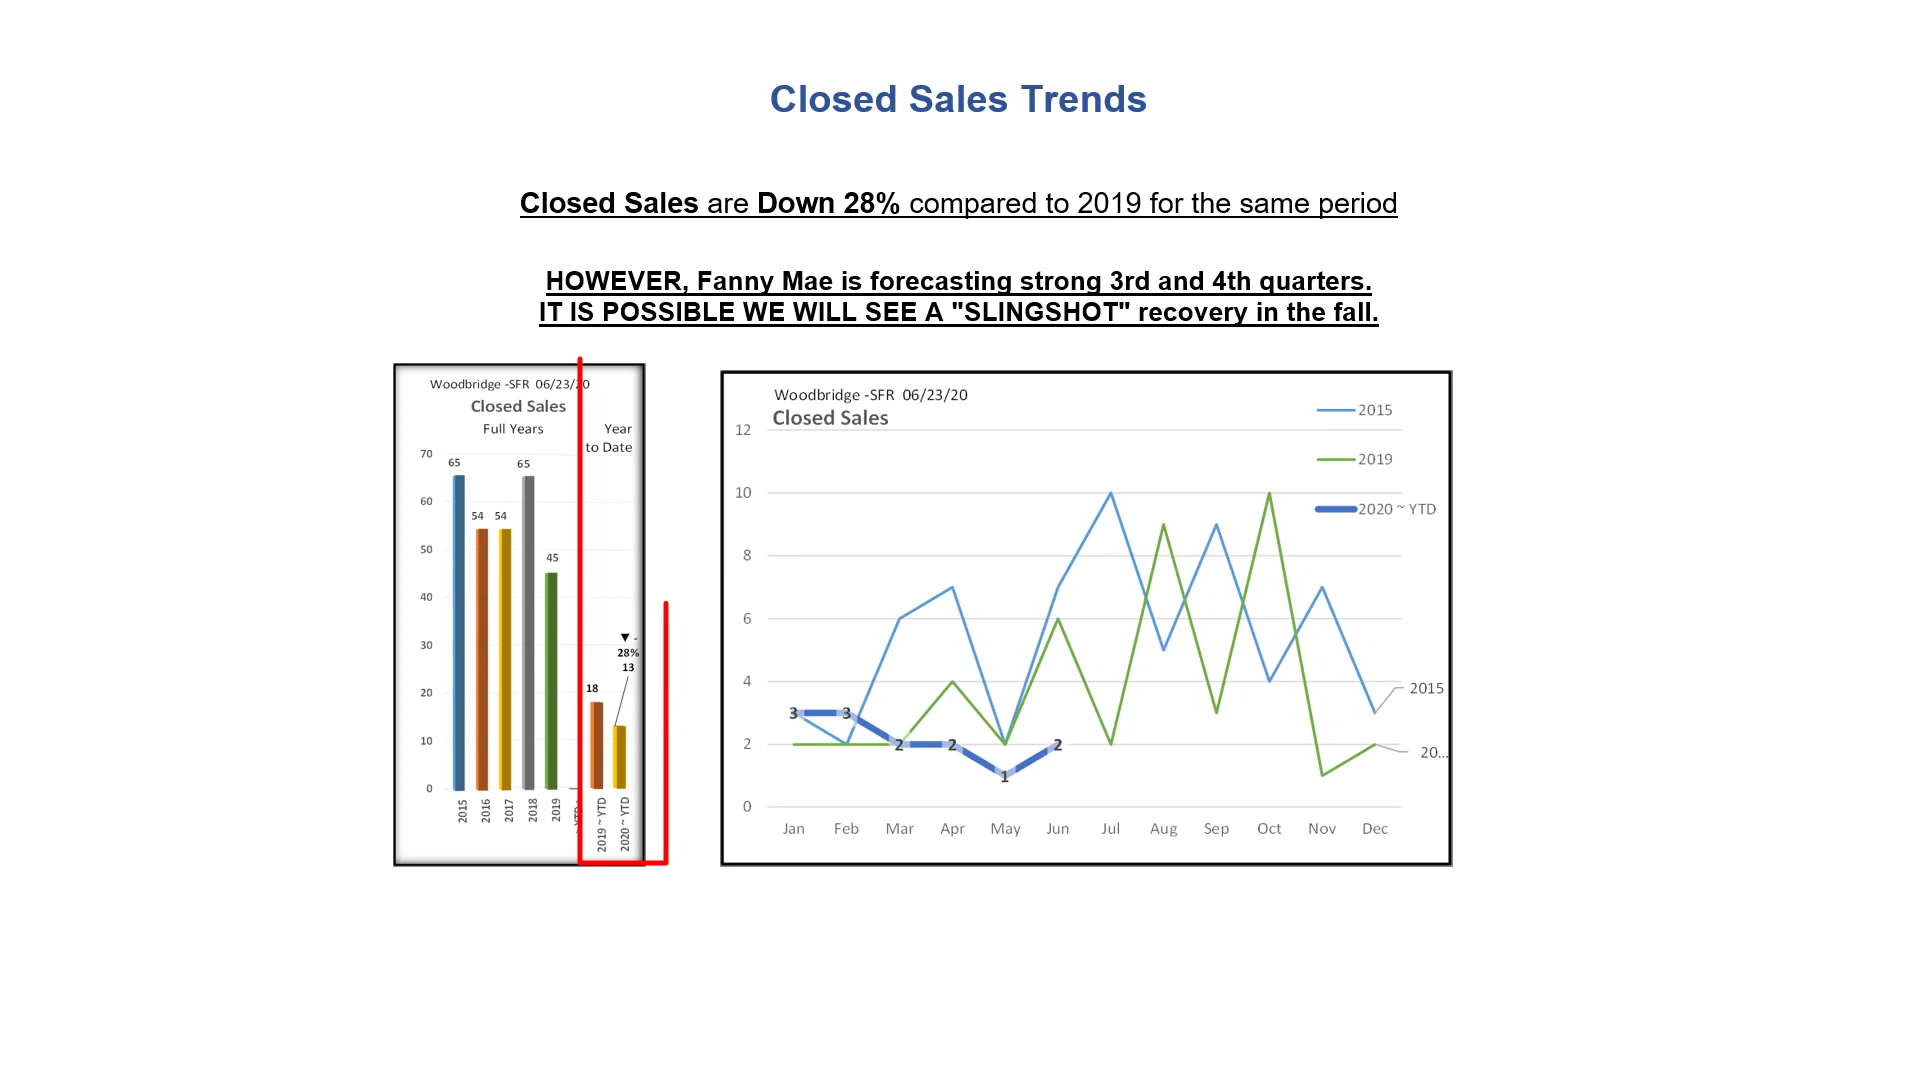 Closed Sales Trends
Closed Sales are Down 28% compared to 2019 for the same period
HOWEVER, Fanny Mae is forecasting strong 3rd and 4th quarters.
IT IS POSSIBLE WE WILL SEE A "SLINGSHOT" recovery in the fall.
Woodbridge -SFR 06/23/20
Closed Sales
Full Years
Year
to Date
70
60
50
40
30
20
10
0
65
54
54
65
45
18
▼ -
28%
13
2015
2016
2017
2018
2019
~ YTD
2019 ~ YTD
2020 ~ YTD
Woodbridge -SFR 06/23/20
Closed Sales
2015
2019
2020 ~ YTD
12
10
8
6
4
2
0
3
3
2
2
1
2
2015
20...
Jan Feb Mar Apr May Jun Jul Aug Sep Oct Nov Dec